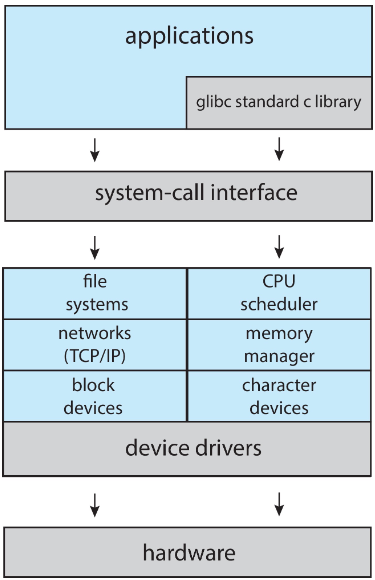 applications
glibc standard c library
system-call interface
file
systems
CPU
scheduler
networks
(TCP/IP)
memory
manager
block
devices
character
devices
device drivers
hardware